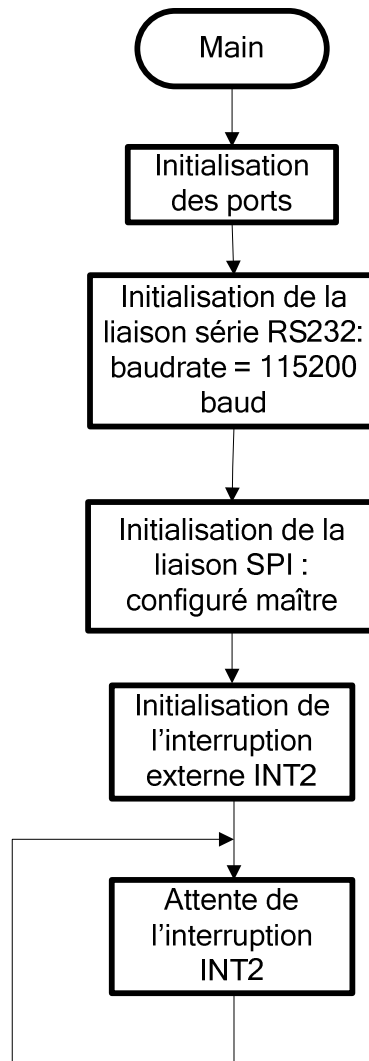 Main
Initialisation
des ports
Initialisation de la
liaison série RS232:
baudrate = 115200
baud
Initialisation de la
liaison SPI :
configuré maître
Initialisation de
l'interruption
externe INT2
Attente de
l'interruption
INT2